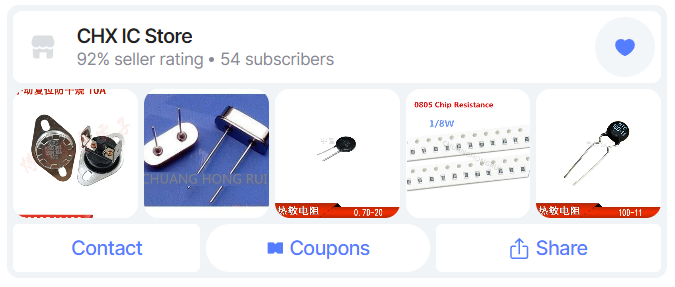 CHX IC Store
92% seller rating • 54 subscribers
手动复位防干烧 10A
CHUANG HONG RUI
热敏电阻 0.7D-20
0805 Chip Resistance
1/8W
热敏电阻 10D-11
Contact
Coupons
Share